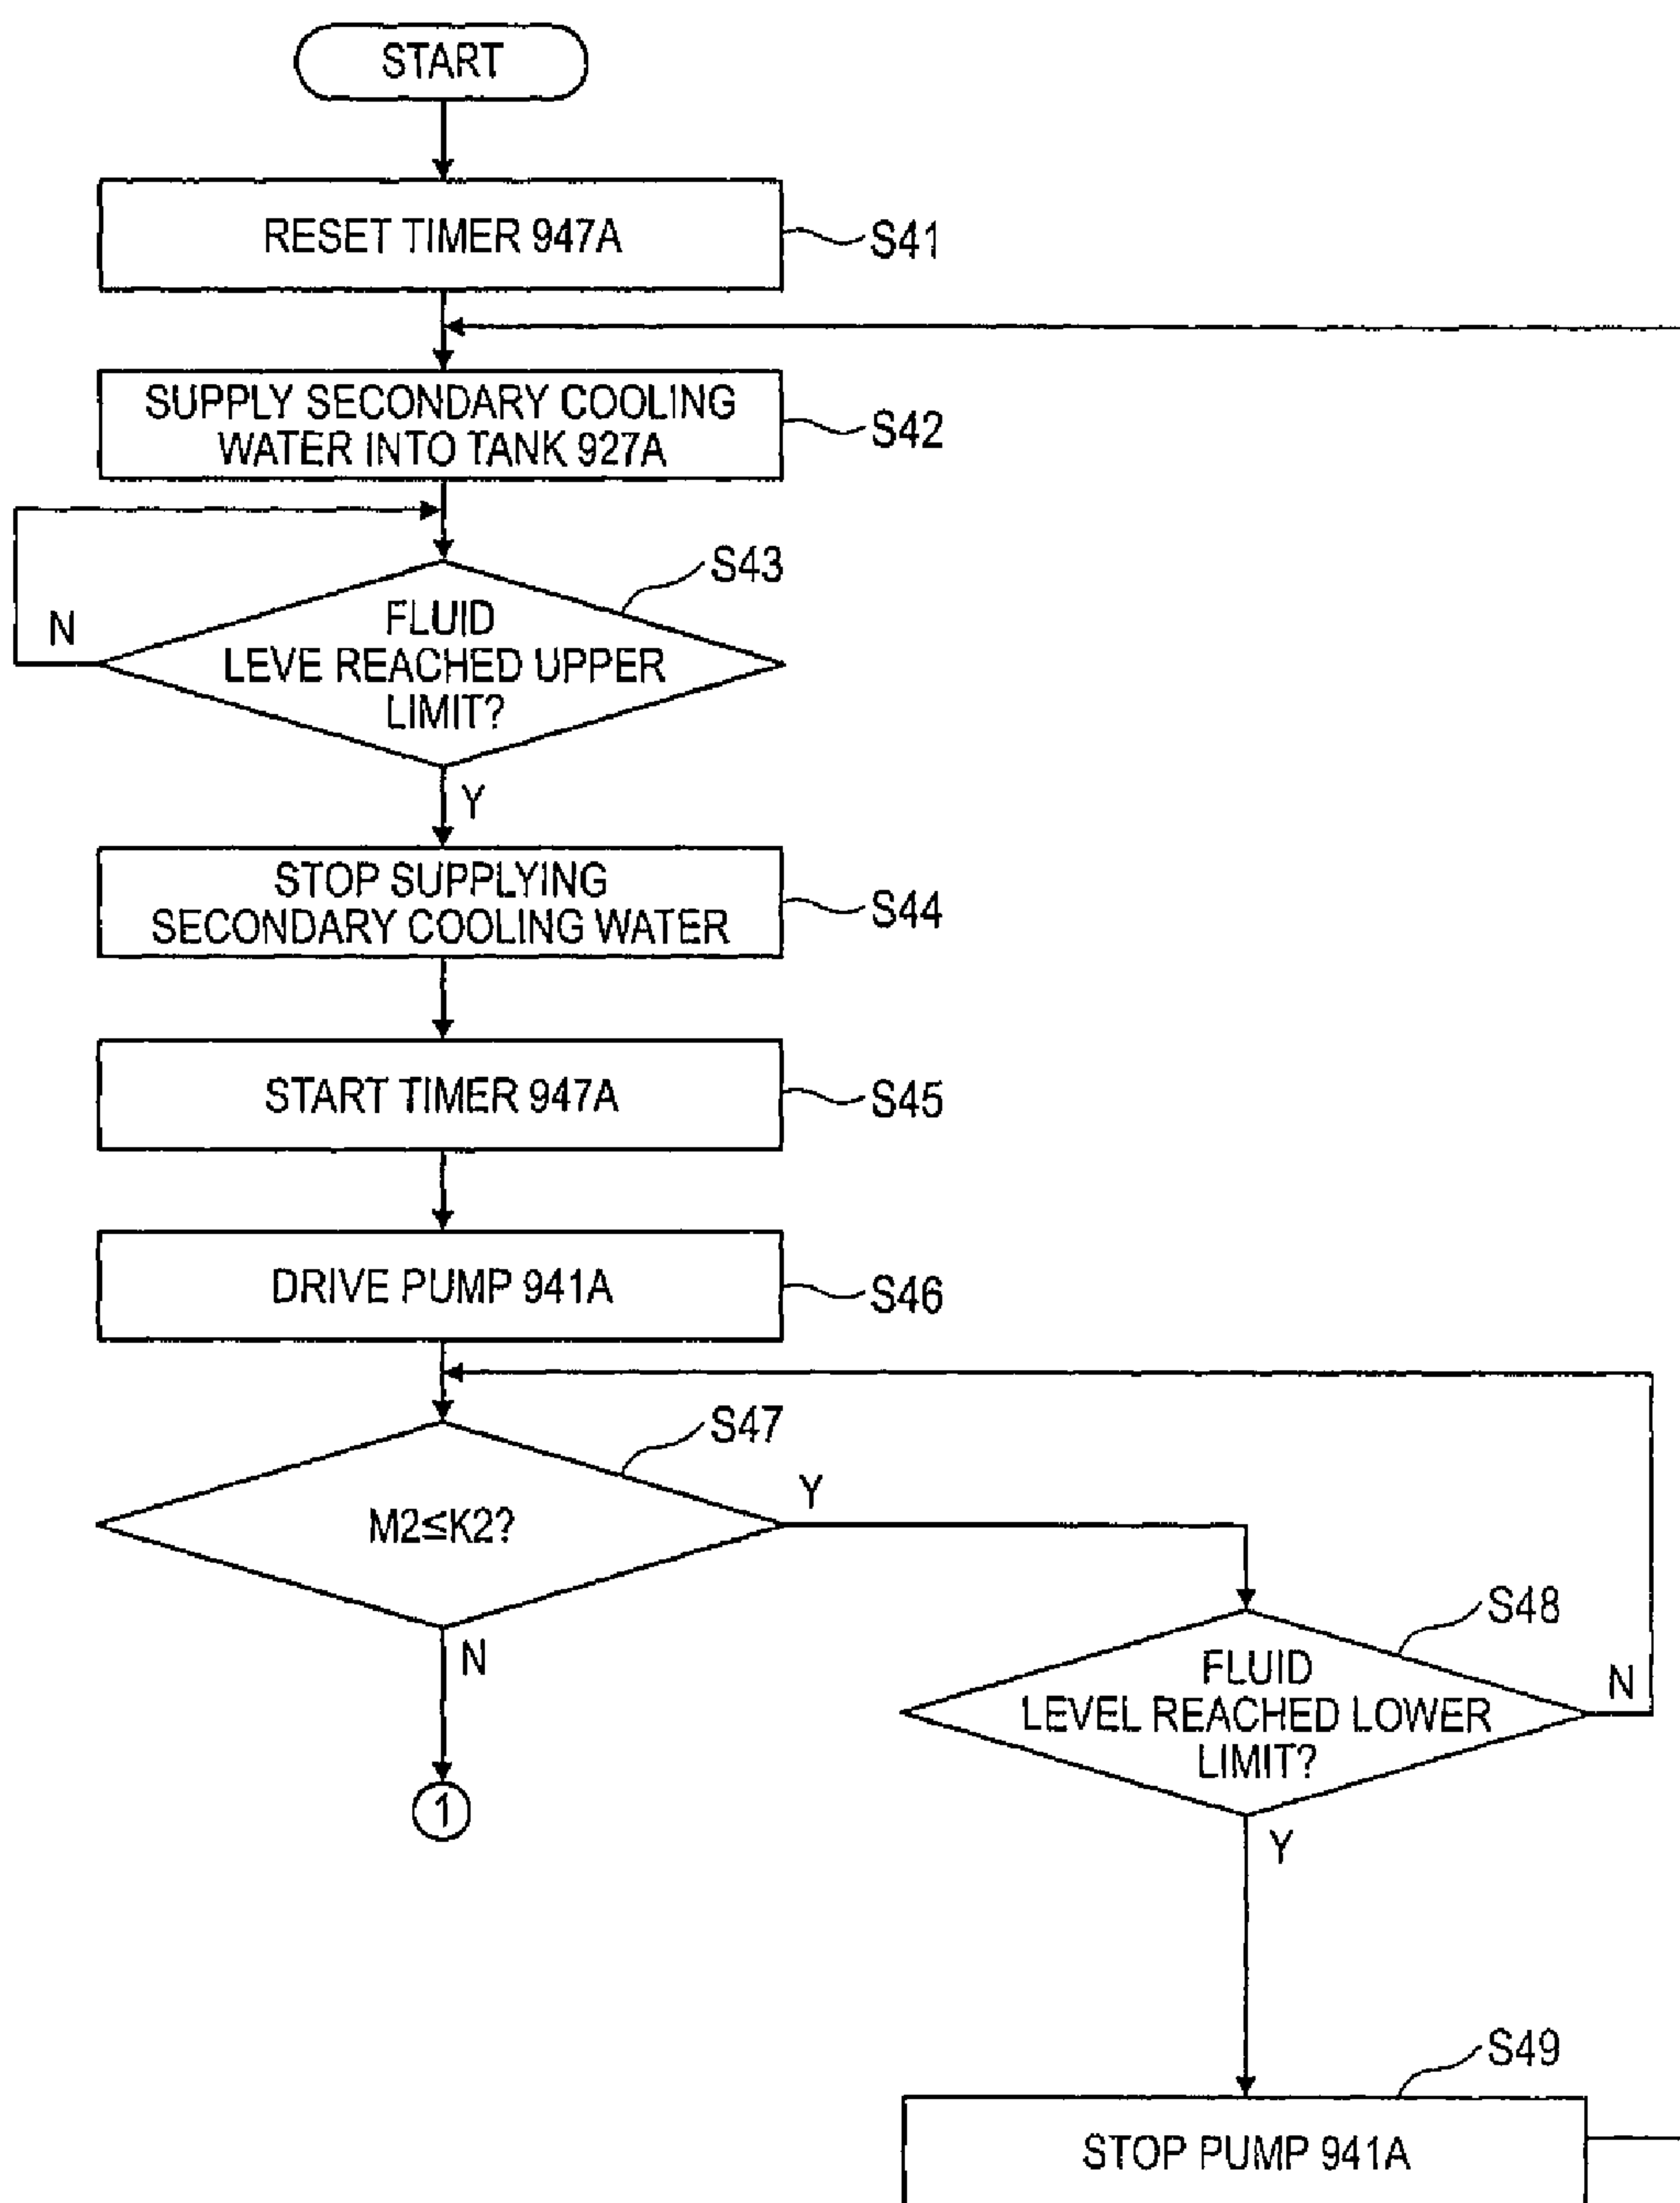 START
RESET TIMER 947A
S41
SUPPLY SECONDARY COOLING
WATER INTO TANK 927A
S42
S43
FLUID
LEVE REACHED UPPER
LIMIT?
N
Y
STOP SUPPLYING
SECONDARY COOLING WATER
S44
START TIMER 947A
S45
DRIVE PUMP 941A
S46
S47
M2≤K2?
Y
N
1
S48
FLUID
LEVEL REACHED LOWER
LIMIT?
N
Y
S49
STOP PUMP 941A